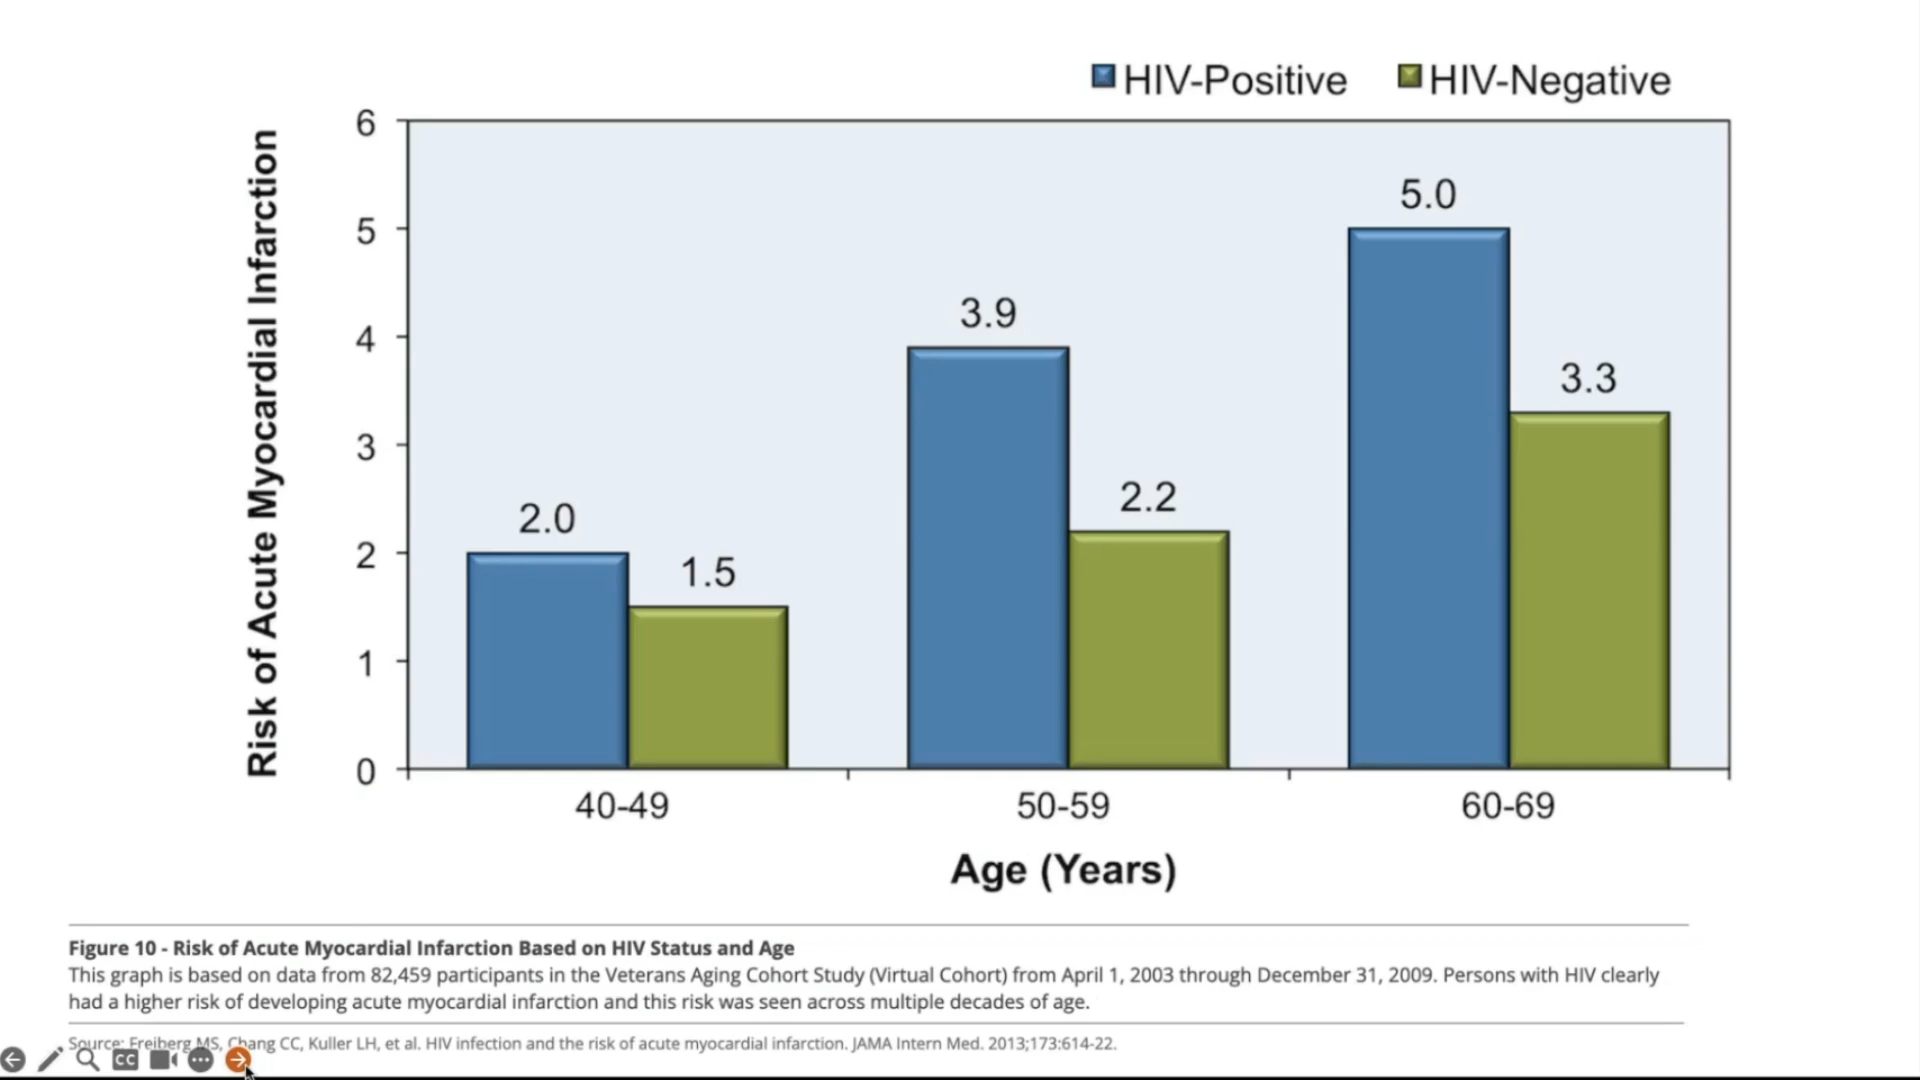 HIV-Positive HIV-Negative
Risk of Acute Myocardial Infarction
6
5
4
3
2
1
0
2.0
1.5
3.9
2.2
5.0
3.3
40-49 50-59 60-69
Age (Years)
Figure 10 - Risk of Acute Myocardial Infarction Based on HIV Status and Age
This graph is based on data from 82,459 participants in the Veterans Aging Cohort Study (Virtual Cohort) from April 1, 2003 through December 31, 2009. Persons with HIV clearly
had a higher risk of developing acute myocardial infarction and this risk was seen across multiple decades of age.
Source: Freiberg MS, Chang CC, Kuller LH, et al. HIV infection and the risk of acute myocardial infarction. JAMA Intern Med. 2013;173:614-22.
CC